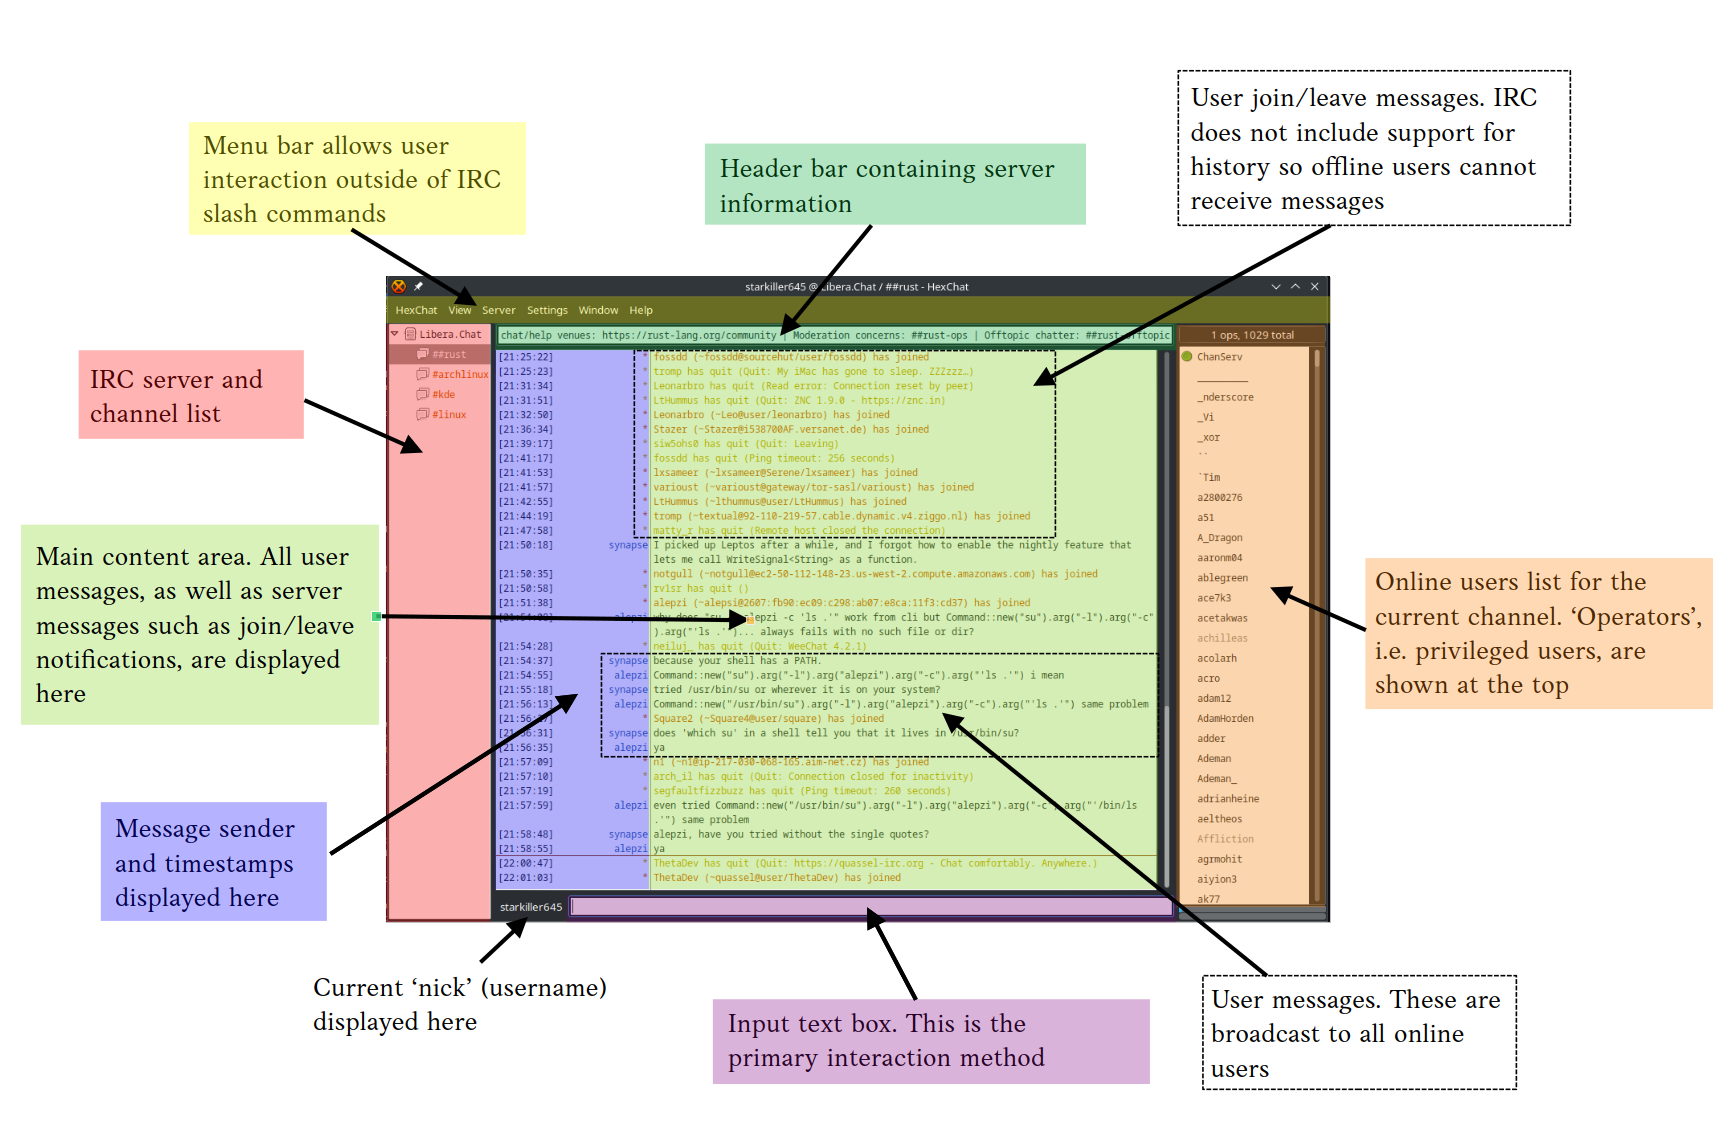 User join/leave messages. IRC
does not include support for
history so offline users cannot
receive messages
Menu bar allows user
interaction outside of IRC
slash commands
Header bar containing server
information
starkiller645 @ Libera.Chat / ##rust - HexChat
HexChat View Server Settings Window Help
Libera.Chat
##rust
#archlinux
#kde
#linux
chat/help venues: https://rust-lang.org/community | Moderation concerns: ##rust-ops | Offtopic chatter: ##rust-offtopic
1 ops, 1029 total
IRC server and
channel list
[21:25:22] * fossdd (~fossdd@sourcehut/user/fossdd) has joined
[21:25:23] * tromp has quit (Quit: My iMac has gone to sleep. ZZZzzz…)
[21:31:34] * Leonarbro has quit (Read error: Connection reset by peer)
[21:31:51] * LtHummus has quit (Quit: ZNC 1.9.0 - https://znc.in)
[21:32:50] * Leonarbro (~Leo@user/leonarbro) has joined
[21:36:34] * Stazer (~Stazer@i538700AF.versanet.de) has joined
[21:39:17] * siw5ohs0 has quit (Quit: Leaving)
[21:41:17] * fossdd has quit (Ping timeout: 256 seconds)
[21:41:53] * lxsameer (~lxsameer@Serene/lxsameer) has joined
[21:41:57] * varioust (~varioust@gateway/tor-sasl/varioust) has joined
[21:42:55] * LtHummus (~lthummus@user/LtHummus) has joined
[21:44:19] * tromp (~textual@92-110-219-57.cable.dynamic.v4.ziggo.nl) has joined
[21:47:58] * matty_r has quit (Remote host closed the connection)
[21:50:18] synapse I picked up Leptos after a while, and I forgot how to enable the nightly feature that
lets me call WriteSignal<String> as a function.
[21:50:35] * notgull (~notgull@ec2-50-112-148-23.us-west-2.compute.amazonaws.com) has joined
[21:50:58] * rvisr has quit ()
[21:51:38] * alepzi (~alepsi@2607:fb90:ec09:c298:ab07:e8ca:11f3:cd37) has joined
[21:54:08] alepzi why does "su -l alepzi -c 'ls .'" work from cli but Command::new("su").arg("-l").arg("-c"
).arg("'ls .'")... always fails with no such file or dir?
[21:54:28] * neiluj_ has quit (Quit: WeeChat 4.2.1)
[21:54:37] synapse because your shell has a PATH.
[21:54:55] alepzi Command::new("su").arg("-l").arg("alepzi").arg("-c").arg("'ls .'") i mean
[21:55:18] synapse tried /usr/bin/su or wherever it is on your system?
[21:56:13] alepzi Command::new("/usr/bin/su").arg("-l").arg("alepzi").arg("-c").arg("'ls .'") same problem
* Square2 (~Square4@user/square) has joined
[21:56:31] synapse does 'which su' in a shell tell you that it lives in /usr/bin/su?
[21:56:35] alepzi ya
[21:57:09] * n1 (~n1@ip-217-030-068-165.aim-net.cz) has joined
[21:57:10] * arch_il has quit (Quit: Connection closed for inactivity)
[21:57:19] * segfaultfizzbuzz has quit (Ping timeout: 260 seconds)
[21:57:59] alepzi even tried Command::new("/usr/bin/su").arg("-l").arg("alepzi").arg("-c").arg("'/bin/ls
.'") same problem
[21:58:48] synapse alepzi, have you tried without the single quotes?
[21:58:55] alepzi ya
[22:00:47] * ThetaDev has quit (Quit: https://quassel-irc.org - Chat comfortably. Anywhere.)
[22:01:03] * ThetaDev (~quassel@user/ThetaDev) has joined
starkiller645
ChanServ
_________
_nderscore
_Vi
_xor
``
`Tim
a2800276
a51
A_Dragon
aaronm04
ablegreen
ace7k3
acetakwas
achilleas
acolarh
acro
adam12
AdamHorden
adder
Ademan
Ademan_
adrianheine
aeltheos
Affliction
agrmohit
aiyion3
ak77
Main content area. All user
messages, as well as server
messages such as join/leave
notifications, are displayed
here
Online users list for the
current channel. ‘Operators’,
i.e. privileged users, are
shown at the top
Message sender
and timestamps
displayed here
Current ‘nick’ (username)
displayed here
Input text box. This is the
primary interaction method
User messages. These are
broadcast to all online
users